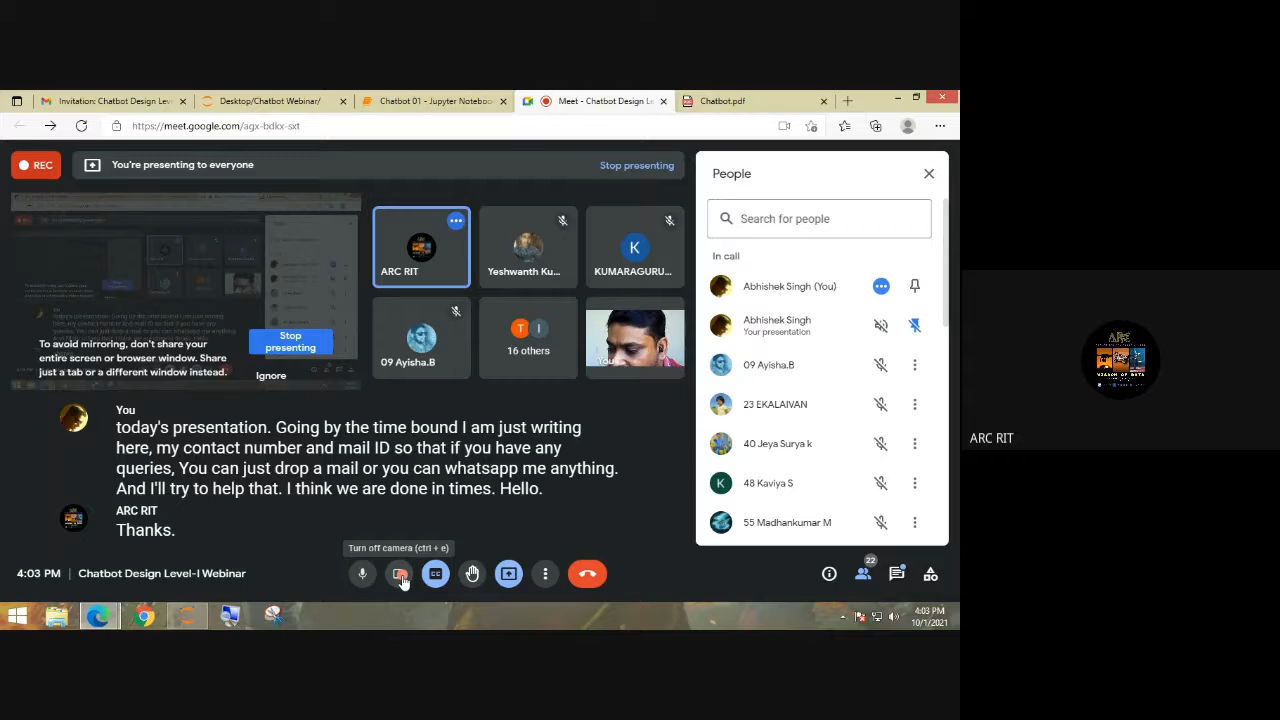 Invitation: Chatbot Design Lev
Desktop/Chatbot Webinar/
Chatbot 01 - Jupyter Noteboo
Meet - Chatbot Design Le
Chatbot.pdf
https://meet.google.com/agx-bdkx-sxt
REC
You're presenting to everyone
Stop presenting
People
Search for people
In call
Abhishek Singh (You)
Abhishek Singh
Your presentation
09 Ayisha.B
23 EKALAIVAN
40 Jeya Surya k
K
48 Kaviya S
55 Madhankumar M
ARC RIT
Yeshwanth Ku...
K
KUMARAGURU...
09 Ayisha.B
T
I
16 others
You
To avoid mirroring, don't share your
entire screen or browser window. Share
just a tab or a different window instead.
Stop
presenting
Ignore
You
today's presentation. Going by the time bound I am just writing
here, my contact number and mail ID so that if you have any
queries, You can just drop a mail or you can whatsapp me anything.
And I'll try to help that. I think we are done in times. Hello.
ARC RIT
Thanks.
Turn off camera (ctrl + e)
4:03 PM | Chatbot Design Level-I Webinar
CC
22
4:03 PM
10/1/2021
ARC RIT